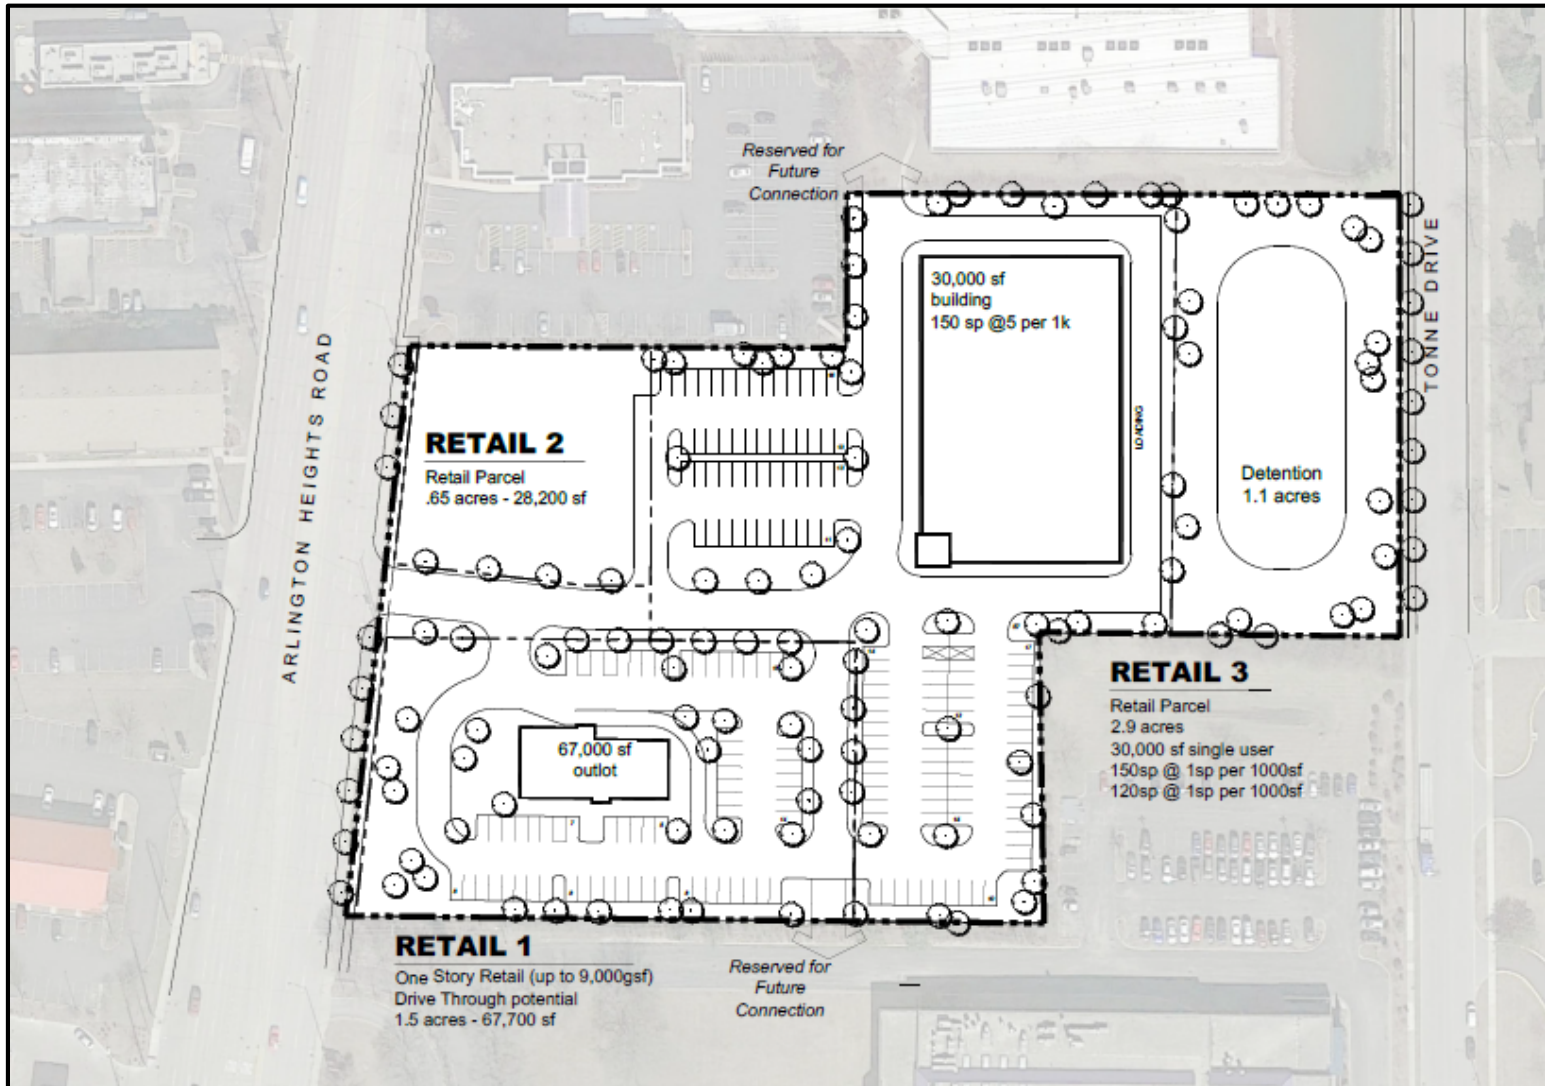 Reserved for
Future
Connection
30,000 sf
building
150 sp @5 per 1k
LOADING
Detention
1.1 acres
TONNE DRIVE
ARLINGTON HEIGHTS ROAD
RETAIL 2
Retail Parcel
.65 acres - 28,200 sf
67,000 sf
outlot
RETAIL 3
Retail Parcel
2.9 acres
30,000 sf single user
150sp @ 1sp per 1000sf
120sp @ 1sp per 1000sf
RETAIL 1
One Story Retail (up to 9,000gsf)
Drive Through potential
1.5 acres - 67,700 sf
Reserved for
Future
Connection